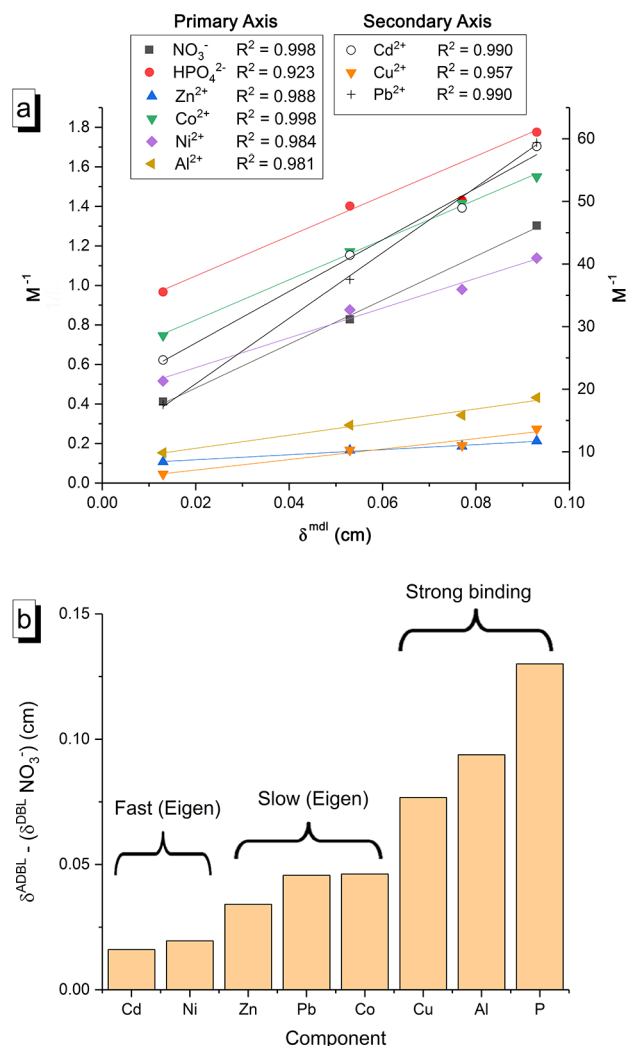 Primary Axis
NO₃⁻ R² = 0.998
HPO₄²⁻ R² = 0.923
Zn²⁺ R² = 0.988
Co²⁺ R² = 0.998
Ni²⁺ R² = 0.984
Al²⁺ R² = 0.981
Secondary Axis
Cd²⁺ R² = 0.990
Cu²⁺ R² = 0.957
Pb²⁺ R² = 0.990
a
1.8
1.6
1.4
1.2
1.0
0.8
0.6
0.4
0.2
0.0
M⁻¹
60
50
40
30
20
10
M⁻¹
0.00 0.02 0.04 0.06 0.08 0.10
δᵐᵈˡ (cm)
b
0.15
0.10
0.05
0.00
δᴬᴰᴮᴸ - (δᴰᴮᴸ NO₃⁻) (cm)
Strong binding
Slow (Eigen)
Fast (Eigen)
Cd Ni Zn Pb Co Cu Al P
Component